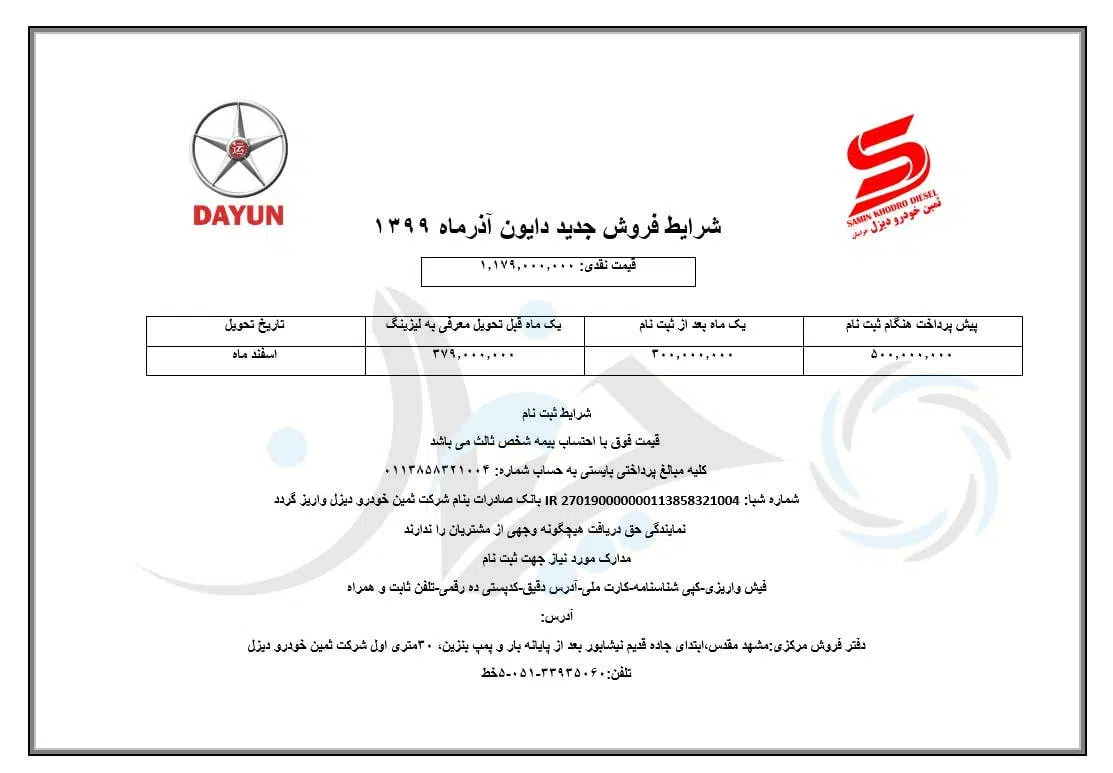 DAYUN
SAMIN KHODRO DIESEL
ثمین خودرو دیزل خراسان
شرایط فروش جدید دایون آذرماه ۱۳۹۹
قیمت نقدی: ۱,۱۷۹,۰۰۰,۰۰۰
پیش پرداخت هنگام ثبت نام	یک ماه بعد از ثبت نام	یک ماه قبل تحویل معرفی به لیزینگ	تاریخ تحویل
۵۰۰,۰۰۰,۰۰۰	۳۰۰,۰۰۰,۰۰۰	۳۷۹,۰۰۰,۰۰۰	اسفند ماه
شرایط ثبت نام
قیمت فوق با احتساب بیمه شخص ثالث می باشد
کلیه مبالغ پرداختی بایستی به حساب شماره: ۰۱۱۳۸۵۸۳۲۱۰۰۴
شماره شبا: IR 270190000000113858321004 بانک صادرات بنام شرکت ثمین خودرو دیزل واریز گردد
نمایندگی حق دریافت هیچگونه وجهی از مشتریان را ندارند
مدارک مورد نیاز جهت ثبت نام
فیش واریزی-کپی شناسنامه-کارت ملی-آدرس دقیق-کدپستی ده رقمی-تلفن ثابت و همراه
آدرس:
دفتر فروش مرکزی:مشهد مقدس،ابتدای جاده قدیم نیشابور بعد از پایانه بار و پمپ بنزین، ۳۰متری اول شرکت ثمین خودرو دیزل
تلفن:۳۳۹۳۵۰۶۰-۰۵۱-۵خط